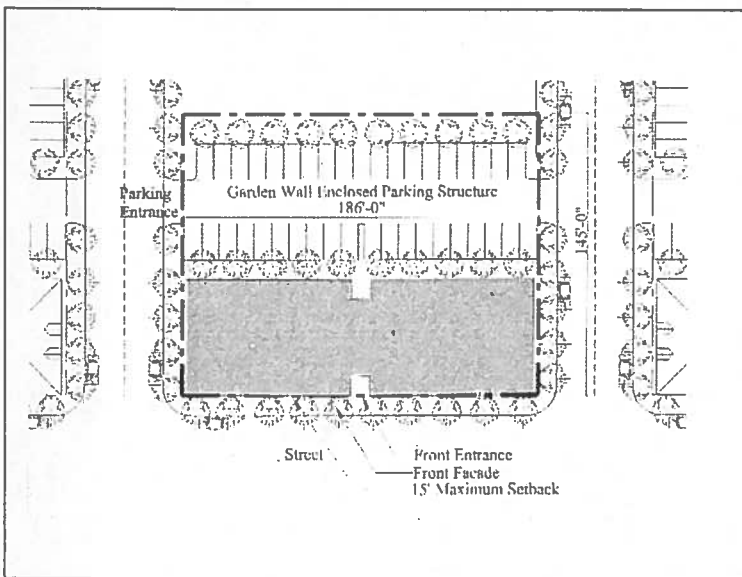 Parking
Entrance
Garden Wall Enclosed Parking Structure
186'-0"
145'-0"
Street
Front Entrance
Front Facade
15' Maximum Setback